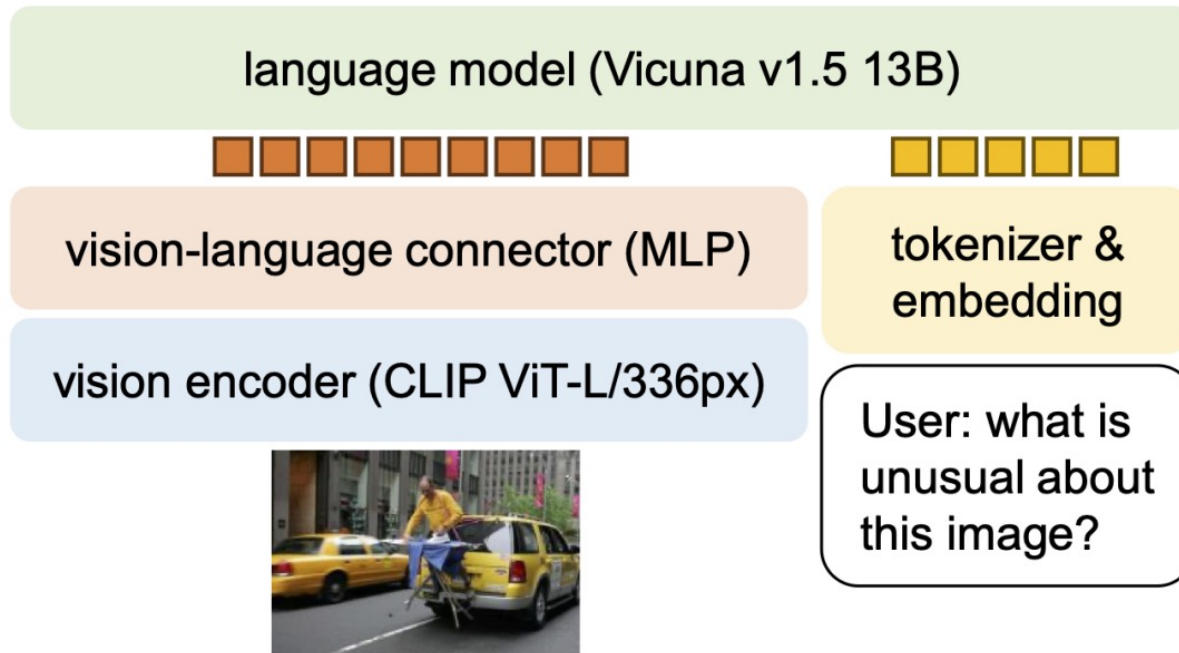 language model (Vicuna v1.5 13B)
vision-language connector (MLP)
tokenizer &
embedding
vision encoder (CLIP ViT-L/336px)
User: what is
unusual about
this image?